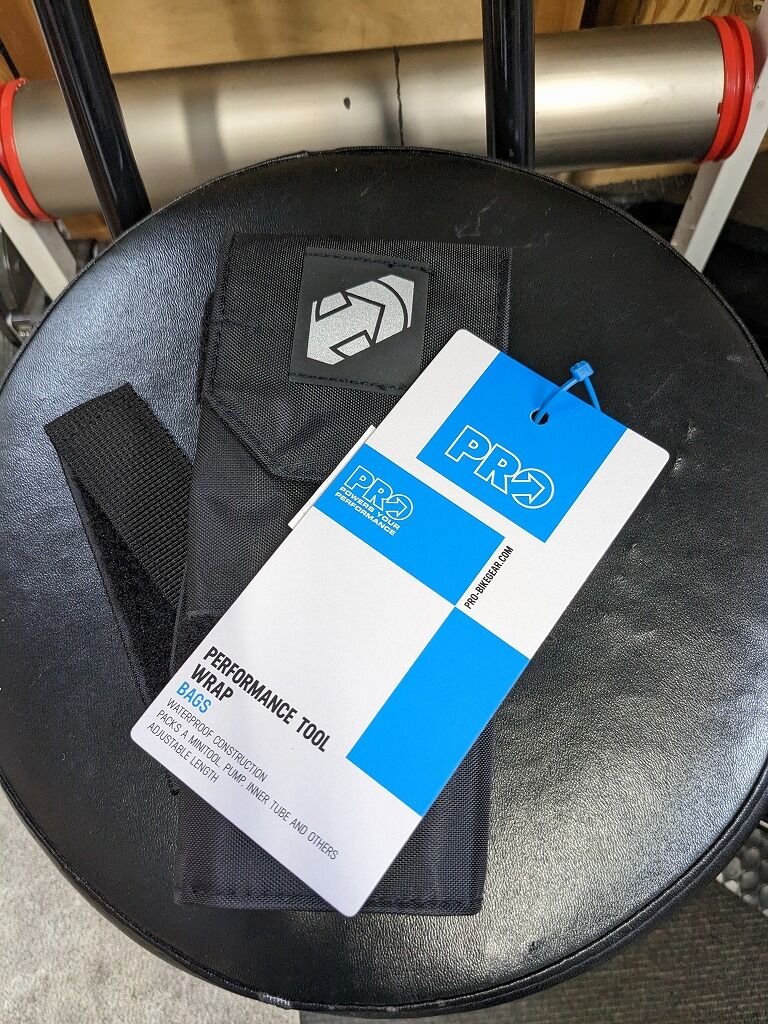 PRO
PRO
POWERS YOUR
PERFORMANCE
PRO-BIKEGEAR.COM
PERFORMANCE TOOL
WRAP
BAGS
WATERPROOF CONSTRUCTION
PACKS A MINITOOL, PUMP, INNER TUBE AND OTHERS
ADJUSTABLE LENGTH